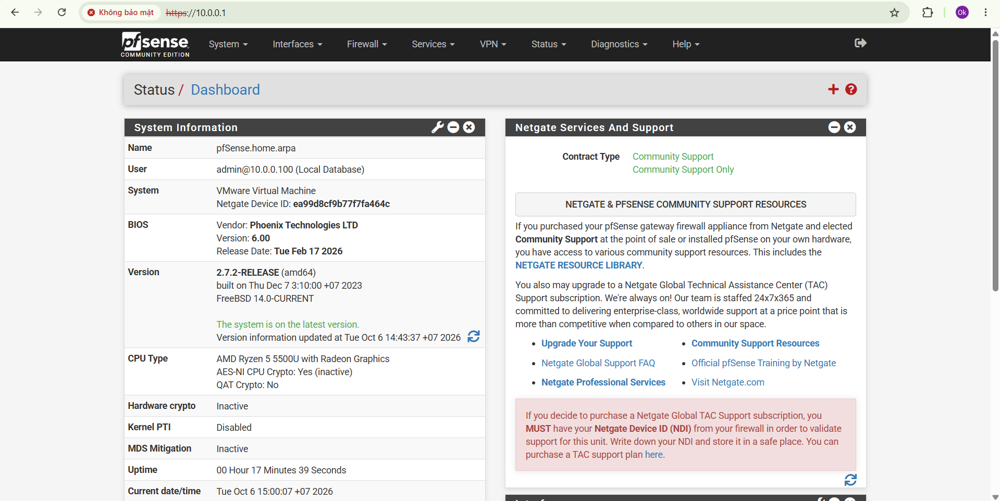 Không bảo mật https://10.0.0.1 Ok
pfsense COMMUNITY EDITION System Interfaces Firewall Services VPN Status Diagnostics Help
Status / Dashboard
System Information
Name pfSense.home.arpa
User admin@10.0.0.100 (Local Database)
System VMware Virtual Machine
Netgate Device ID: ea99d8cf9b77f7fa464c
BIOS Vendor: Phoenix Technologies LTD
Version: 6.00
Release Date: Tue Feb 17 2026
Version 2.7.2-RELEASE (amd64)
built on Thu Dec 7 3:10:00 +07 2023
FreeBSD 14.0-CURRENT
The system is on the latest version.
Version information updated at Tue Oct 6 14:43:37 +07 2026
CPU Type AMD Ryzen 5 5500U with Radeon Graphics
AES-NI CPU Crypto: Yes (inactive)
QAT Crypto: No
Hardware crypto Inactive
Kernel PTI Disabled
MDS Mitigation Inactive
Uptime 00 Hour 17 Minutes 39 Seconds
Current date/time Tue Oct 6 15:00:07 +07 2026
Netgate Services And Support
Contract Type Community Support
Community Support Only
NETGATE & PFSENSE COMMUNITY SUPPORT RESOURCES
If you purchased your pfSense gateway firewall appliance from Netgate and elected
Community Support at the point of sale or installed pfSense on your own hardware,
you have access to various community support resources. This includes the
NETGATE RESOURCE LIBRARY.
You also may upgrade to a Netgate Global Technical Assistance Center (TAC)
Support subscription. We're always on! Our team is staffed 24x7x365 and
committed to delivering enterprise-class, worldwide support at a price point that is
more than competitive when compared to others in our space.
Upgrade Your Support Community Support Resources
Netgate Global Support FAQ Official pfSense Training by Netgate
Netgate Professional Services Visit Netgate.com
If you decide to purchase a Netgate Global TAC Support subscription, you
MUST have your Netgate Device ID (NDI) from your firewall in order to validate
support for this unit. Write down your NDI and store it in a safe place. You can
purchase a TAC support plan here.